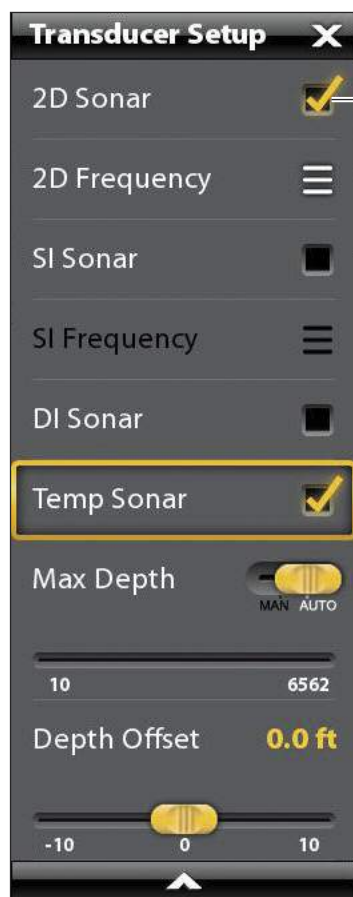 Transducer Setup X
2D Sonar
2D Frequency
SI Sonar
SI Frequency
DI Sonar
Temp Sonar
Max Depth
MAN AUTO
10 6562
Depth Offset 0.0 ft
-10 0 10